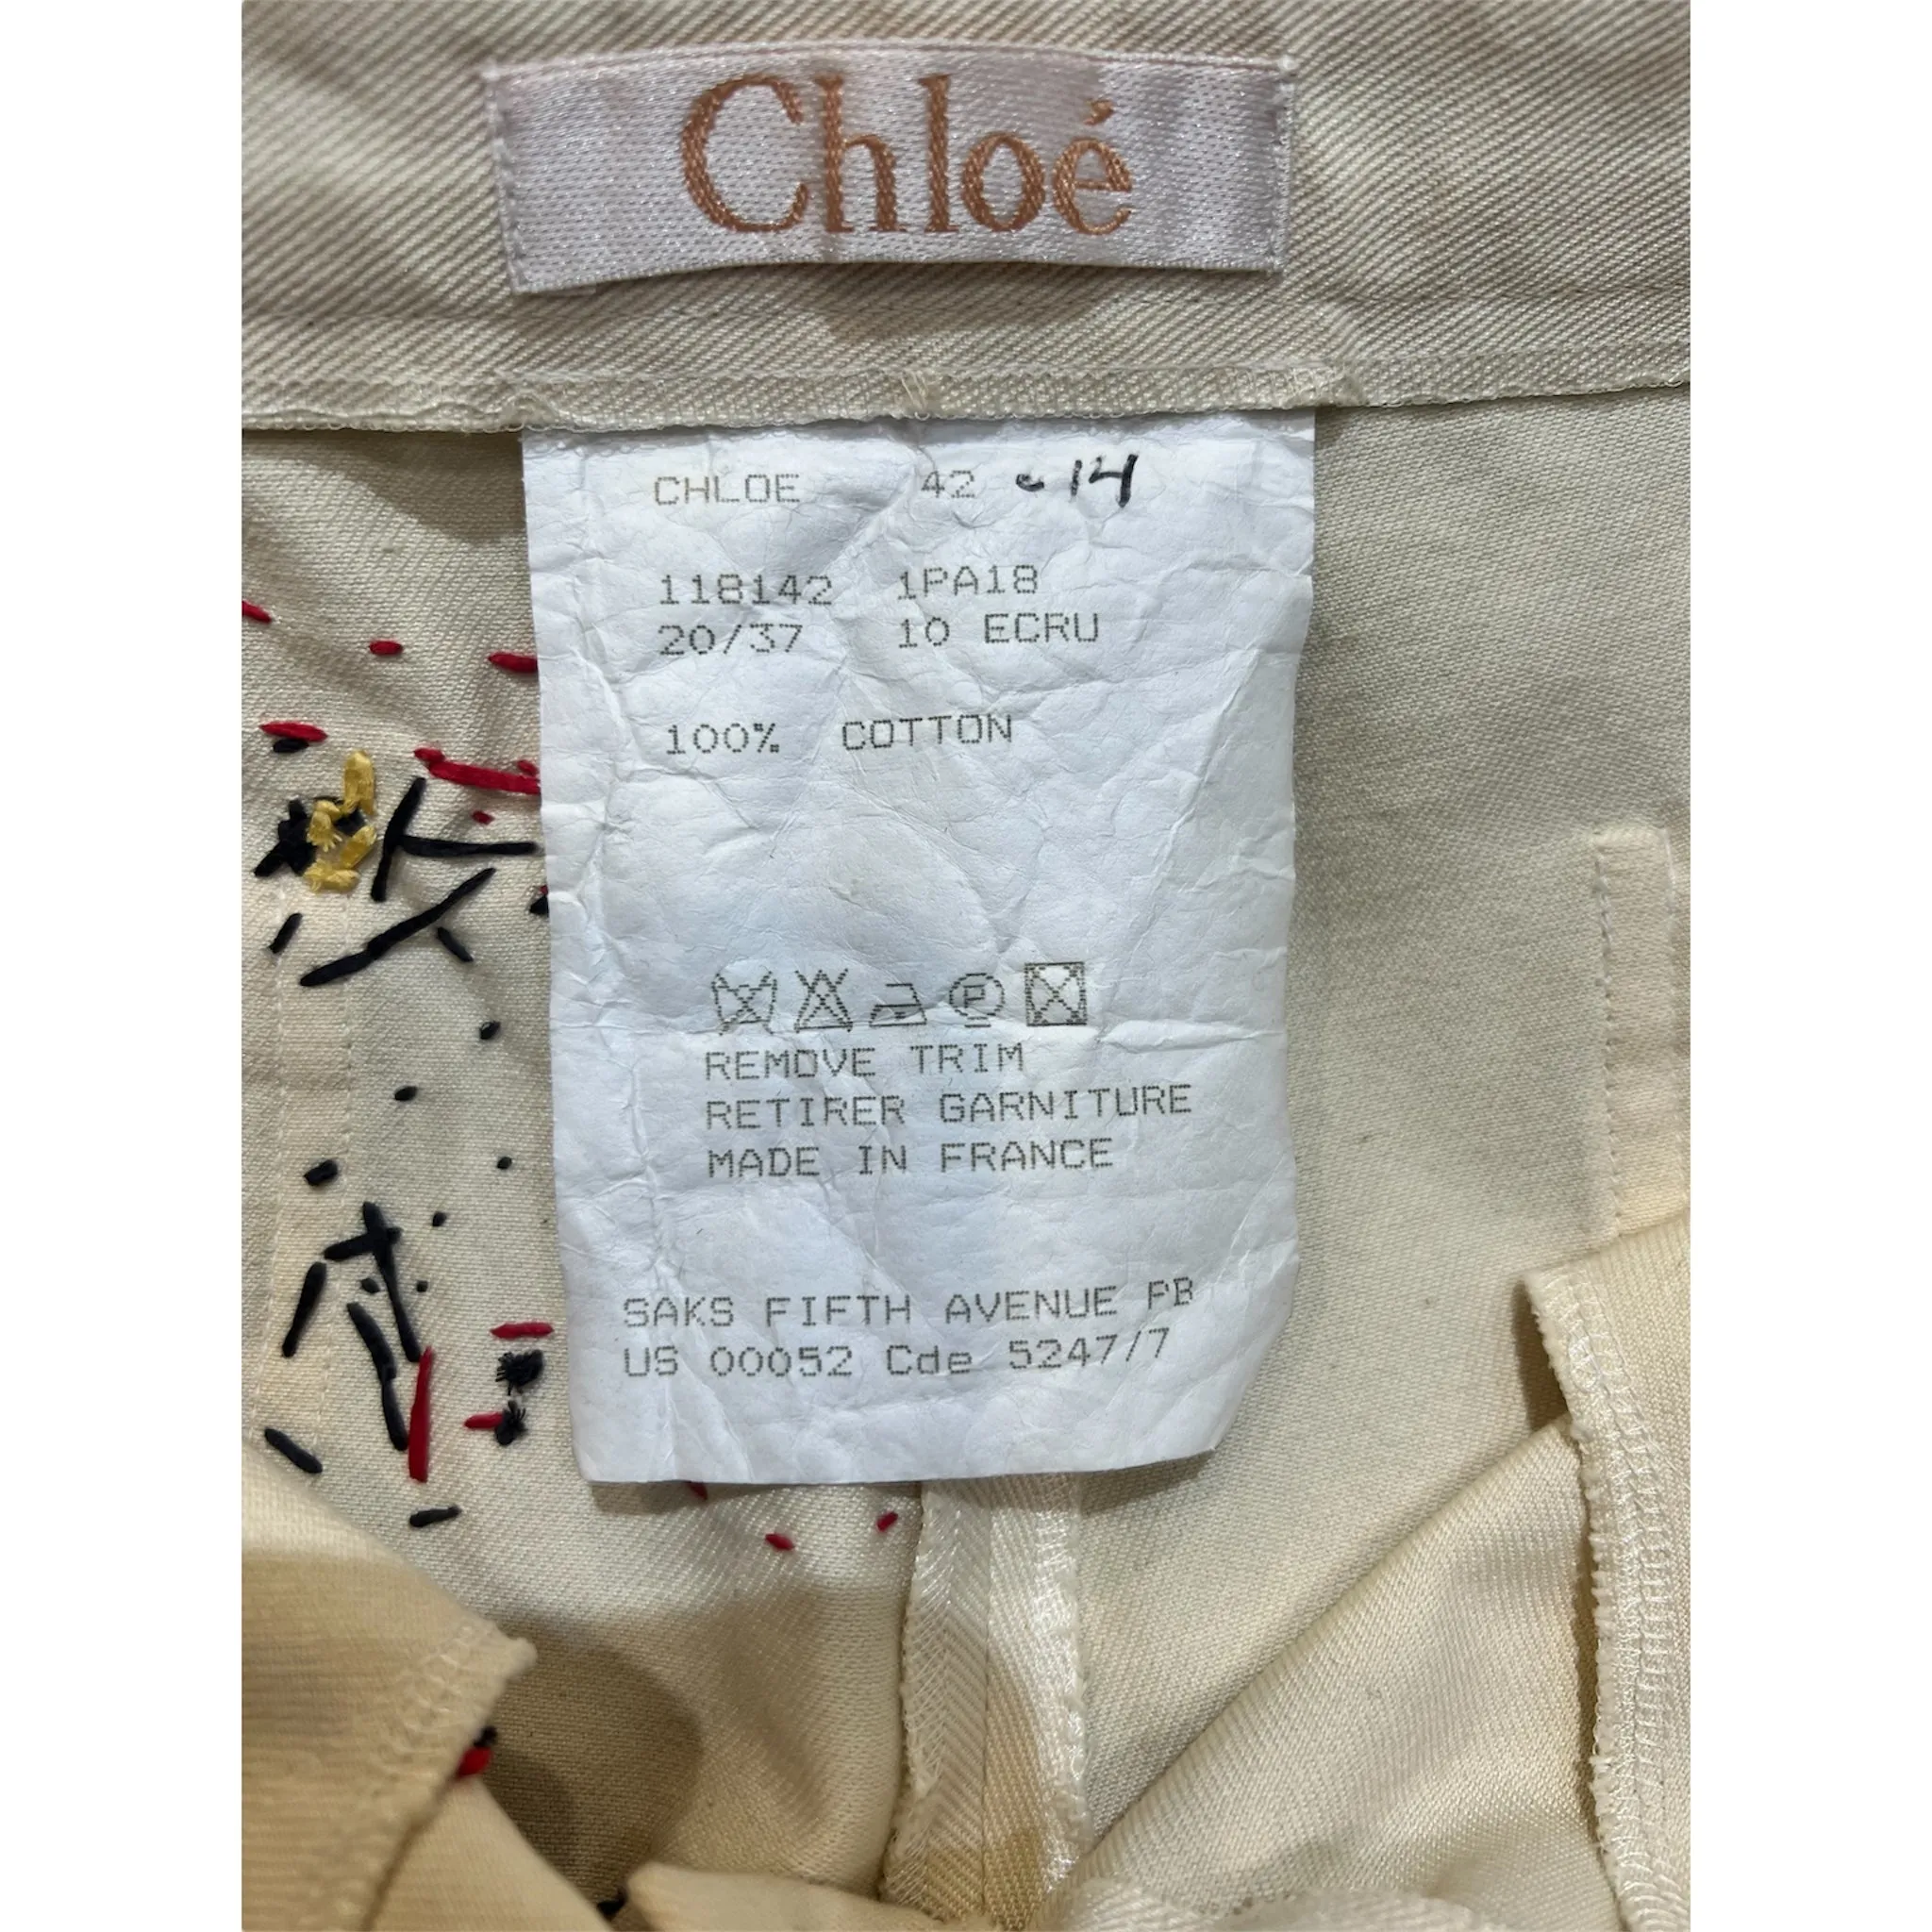 Chloé
CHLOE 42 - 14
118142 1PA18
20/37 10 ECRU
100% COTTON
P
REMOVE TRIM
RETIRER GARNITURE
MADE IN FRANCE
SAKS FIFTH AVENUE PB
US 00052 Cde 5247/7